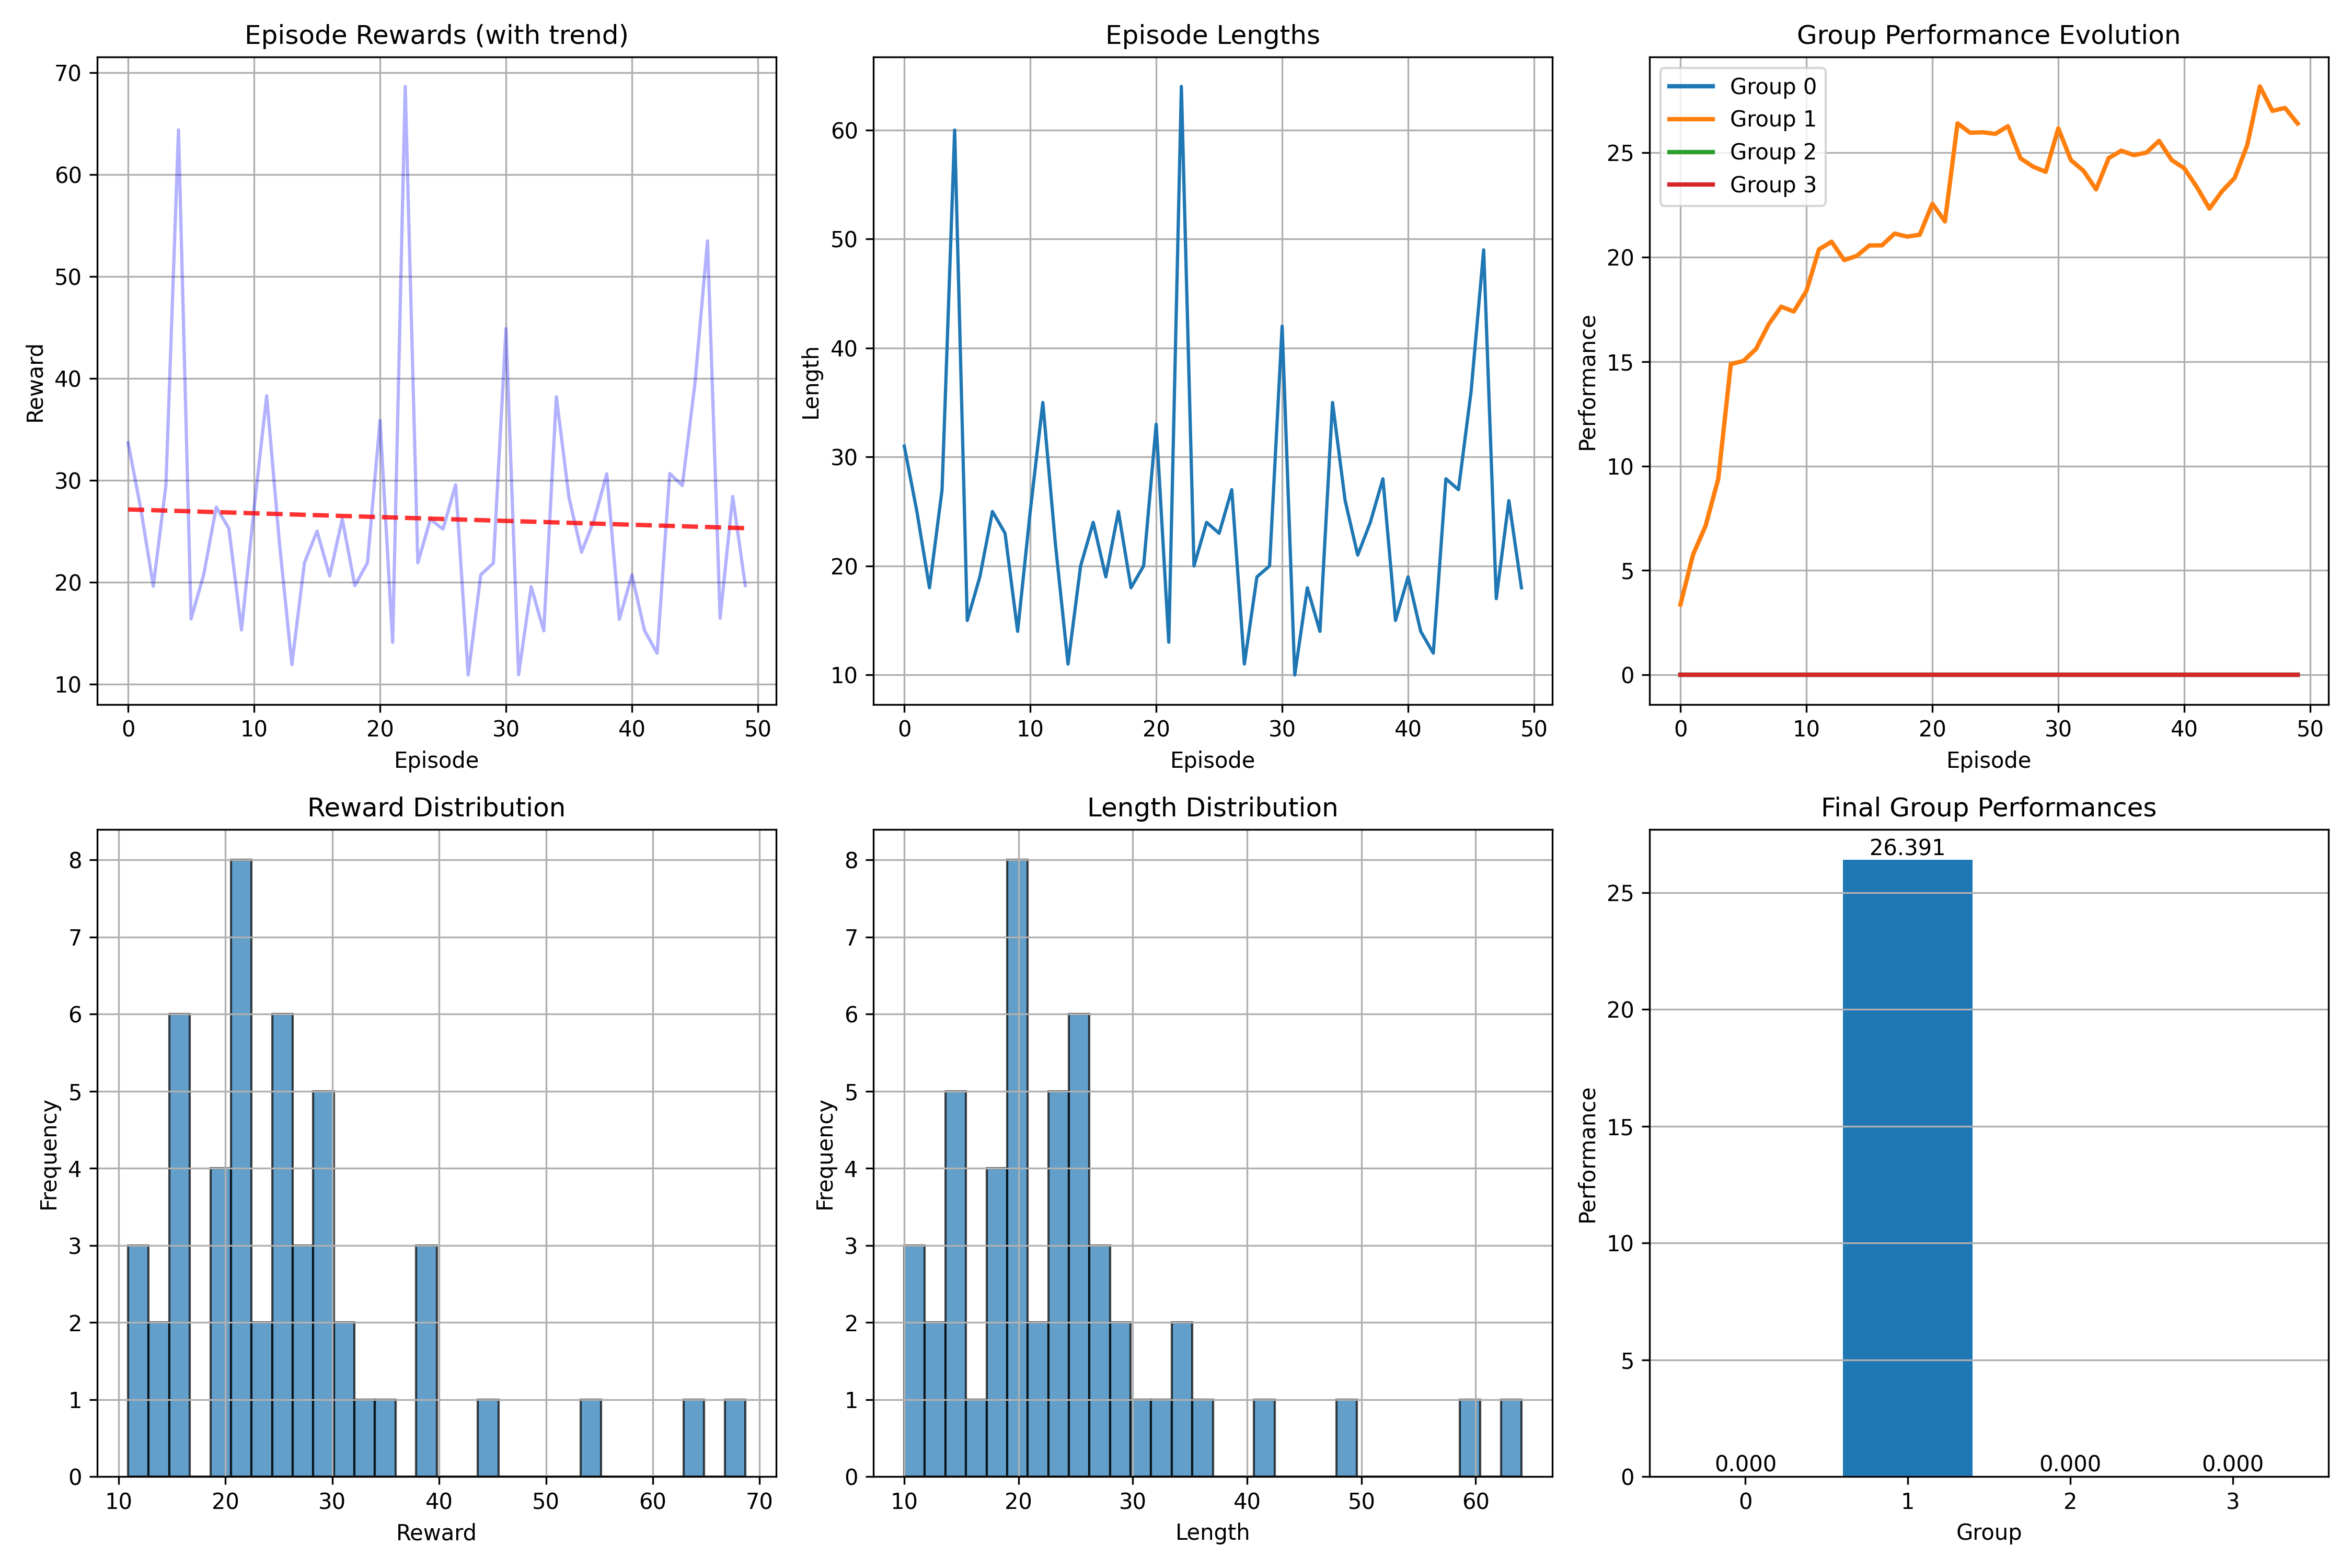 Episode Rewards (with trend)
70
60
50
40
30
20
10
Reward
0 10 20 30 40 50
Episode
Episode Lengths
60
50
40
30
20
10
Length
0 10 20 30 40 50
Episode
Group Performance Evolution
Group 0
Group 1
Group 2
Group 3
25
20
15
10
5
0
Performance
0 10 20 30 40 50
Episode
Reward Distribution
8
7
6
5
4
3
2
1
0
Frequency
10 20 30 40 50 60 70
Reward
Length Distribution
8
7
6
5
4
3
2
1
0
Frequency
10 20 30 40 50 60
Length
Final Group Performances
26.391
25
20
15
10
5
0
Performance
0.000 0.000 0.000
0 1 2 3
Group